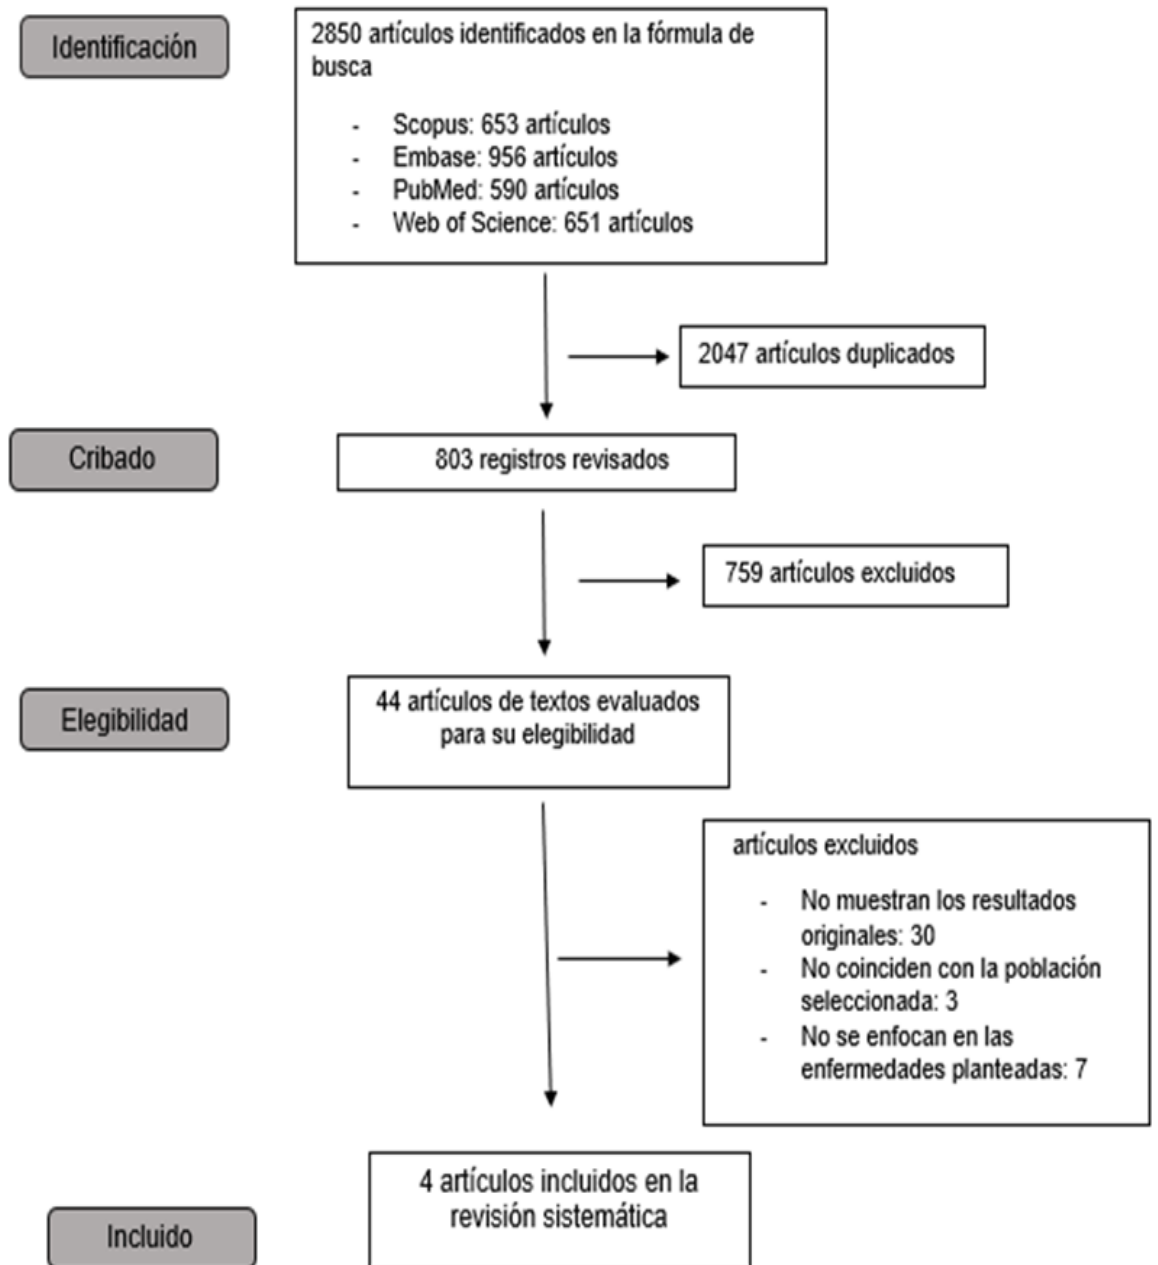 Identificación
2850 artículos identificados en la fórmula de
busca
- Scopus: 653 artículos
- Embase: 956 artículos
- PubMed: 590 artículos
- Web of Science: 651 artículos
2047 artículos duplicados
Cribado
803 registros revisados
759 artículos excluidos
Elegibilidad
44 artículos de textos evaluados
para su elegibilidad
artículos excluidos
- No muestran los resultados
originales: 30
- No coinciden con la población
seleccionada: 3
- No se enfocan en las
enfermedades planteadas: 7
4 artículos incluidos en la
revisión sistemática
Incluido